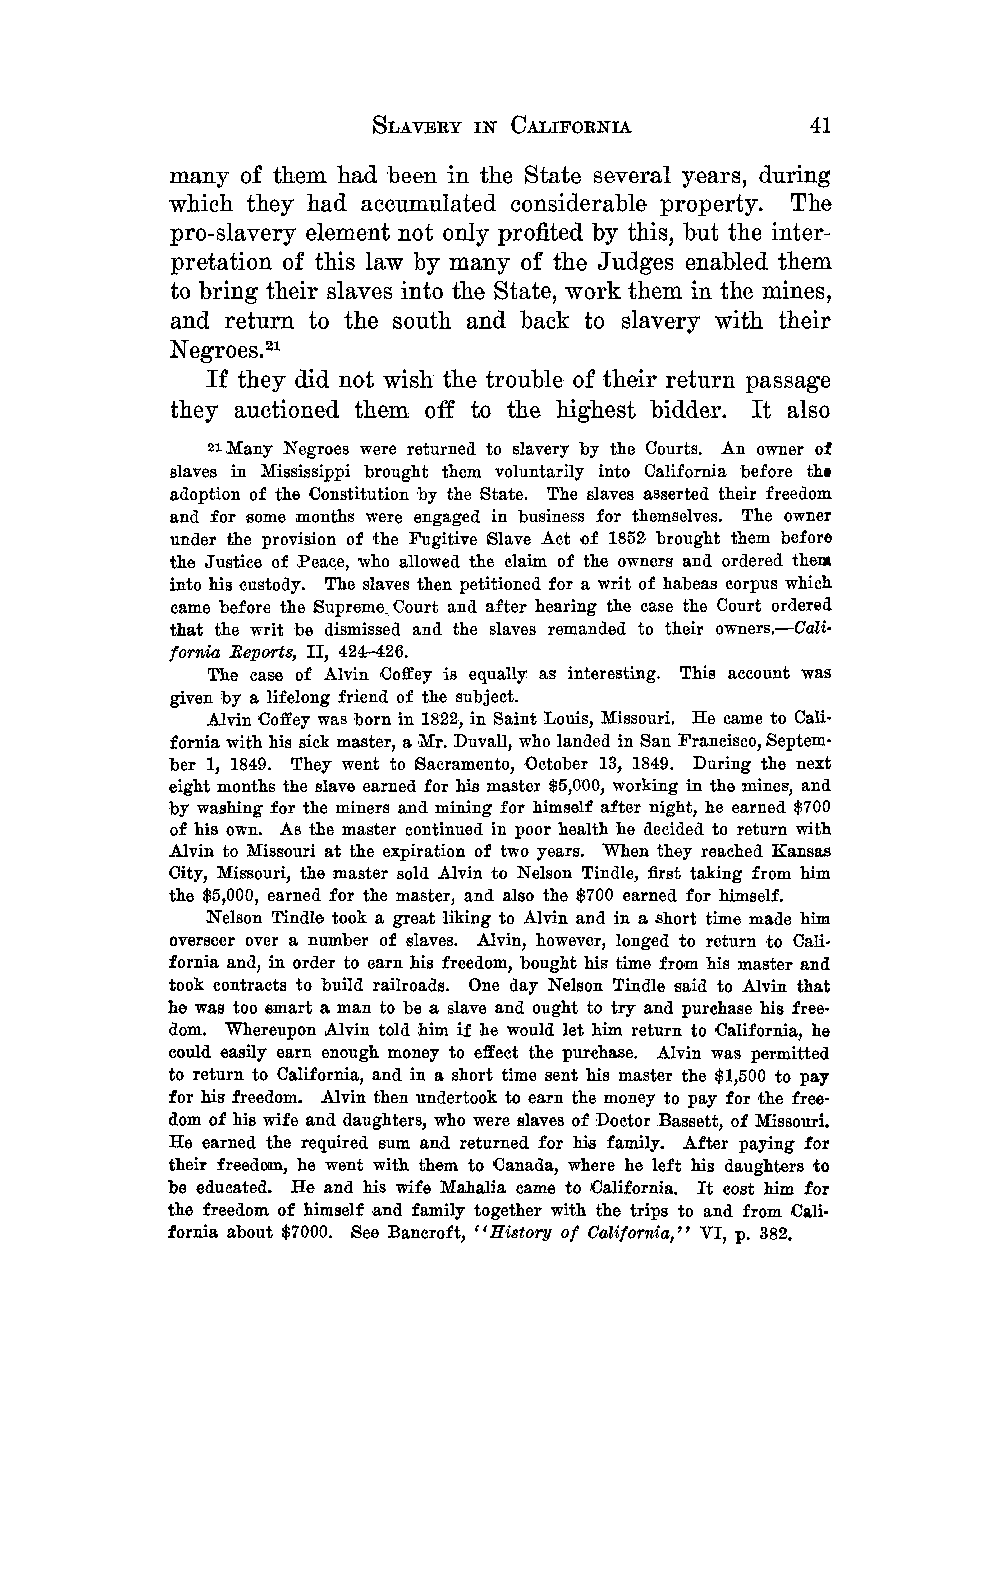 SLAVERY IN CALIFORNIA 41
many of them had been in the State several years, during
which they had accumulated considerable property. The
pro-slavery element not only profited by this, but the inter-
pretation of this law by many of the Judges enabled them
to bring their slaves into the State, work them in the mines,
and return to the south and back to slavery with their
Negroes.²¹
If they did not wish the trouble of their return passage
they auctioned them off to the highest bidder. It also
²¹ Many Negroes were returned to slavery by the Courts. An owner of
slaves in Mississippi brought them voluntarily into California before the
adoption of the Constitution by the State. The slaves asserted their freedom
and for some months were engaged in business for themselves. The owner
under the provision of the Fugitive Slave Act of 1852 brought them before
the Justice of Peace, who allowed the claim of the owners and ordered them
into his custody. The slaves then petitioned for a writ of habeas corpus which
came before the Supreme Court and after hearing the case the Court ordered
that the writ be dismissed and the slaves remanded to their owners.—Cali-
fornia Reports, II, 424–426.
The case of Alvin Coffey is equally as interesting. This account was
given by a lifelong friend of the subject.
Alvin Coffey was born in 1822, in Saint Louis, Missouri. He came to Cali-
fornia with his sick master, a Mr. Duvall, who landed in San Francisco, Septem-
ber 1, 1849. They went to Sacramento, October 13, 1849. During the next
eight months the slave earned for his master $5,000, working in the mines, and
by washing for the miners and mining for himself after night, he earned $700
of his own. As the master continued in poor health he decided to return with
Alvin to Missouri at the expiration of two years. When they reached Kansas
City, Missouri, the master sold Alvin to Nelson Tindle, first taking from him
the $5,000, earned for the master, and also the $700 earned for himself.
Nelson Tindle took a great liking to Alvin and in a short time made him
overseer over a number of slaves. Alvin, however, longed to return to Cali-
fornia and, in order to earn his freedom, bought his time from his master and
took contracts to build railroads. One day Nelson Tindle said to Alvin that
he was too smart a man to be a slave and ought to try and purchase his free-
dom. Whereupon Alvin told him if he would let him return to California, he
could easily earn enough money to effect the purchase. Alvin was permitted
to return to California, and in a short time sent his master the $1,500 to pay
for his freedom. Alvin then undertook to earn the money to pay for the free-
dom of his wife and daughters, who were slaves of Doctor Bassett, of Missouri.
He earned the required sum and returned for his family. After paying for
their freedom, he went with them to Canada, where he left his daughters to
be educated. He and his wife Mahalia came to California. It cost him for
the freedom of himself and family together with the trips to and from Cali-
fornia about $7000. See Bancroft, ‘‘History of California,’’ VI, p. 382.